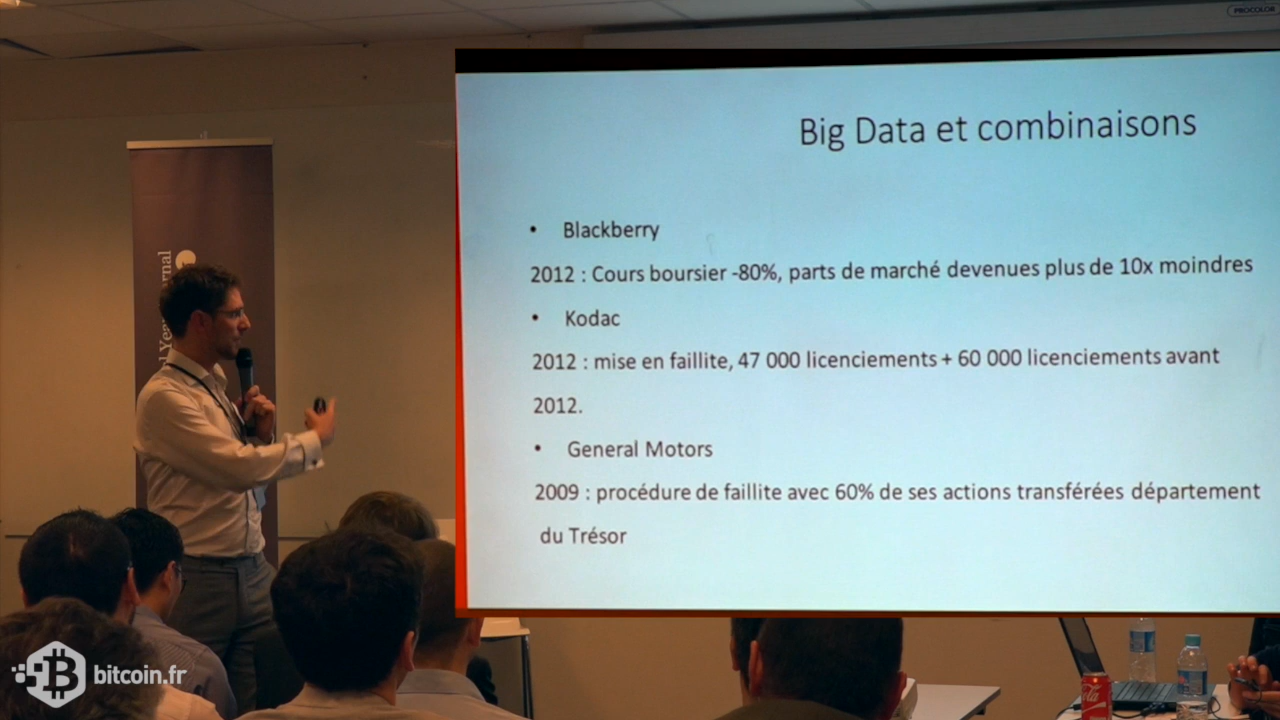 PROCOLOR
Big Data et combinaisons
• Blackberry
2012 : Cours boursier -80%, parts de marché devenues plus de 10x moindres
• Kodac
2012 : mise en faillite, 47 000 licenciements + 60 000 licenciements avant
2012.
• General Motors
2009 : procédure de faillite avec 60% de ses actions transférées département
du Trésor
bitcoin.fr